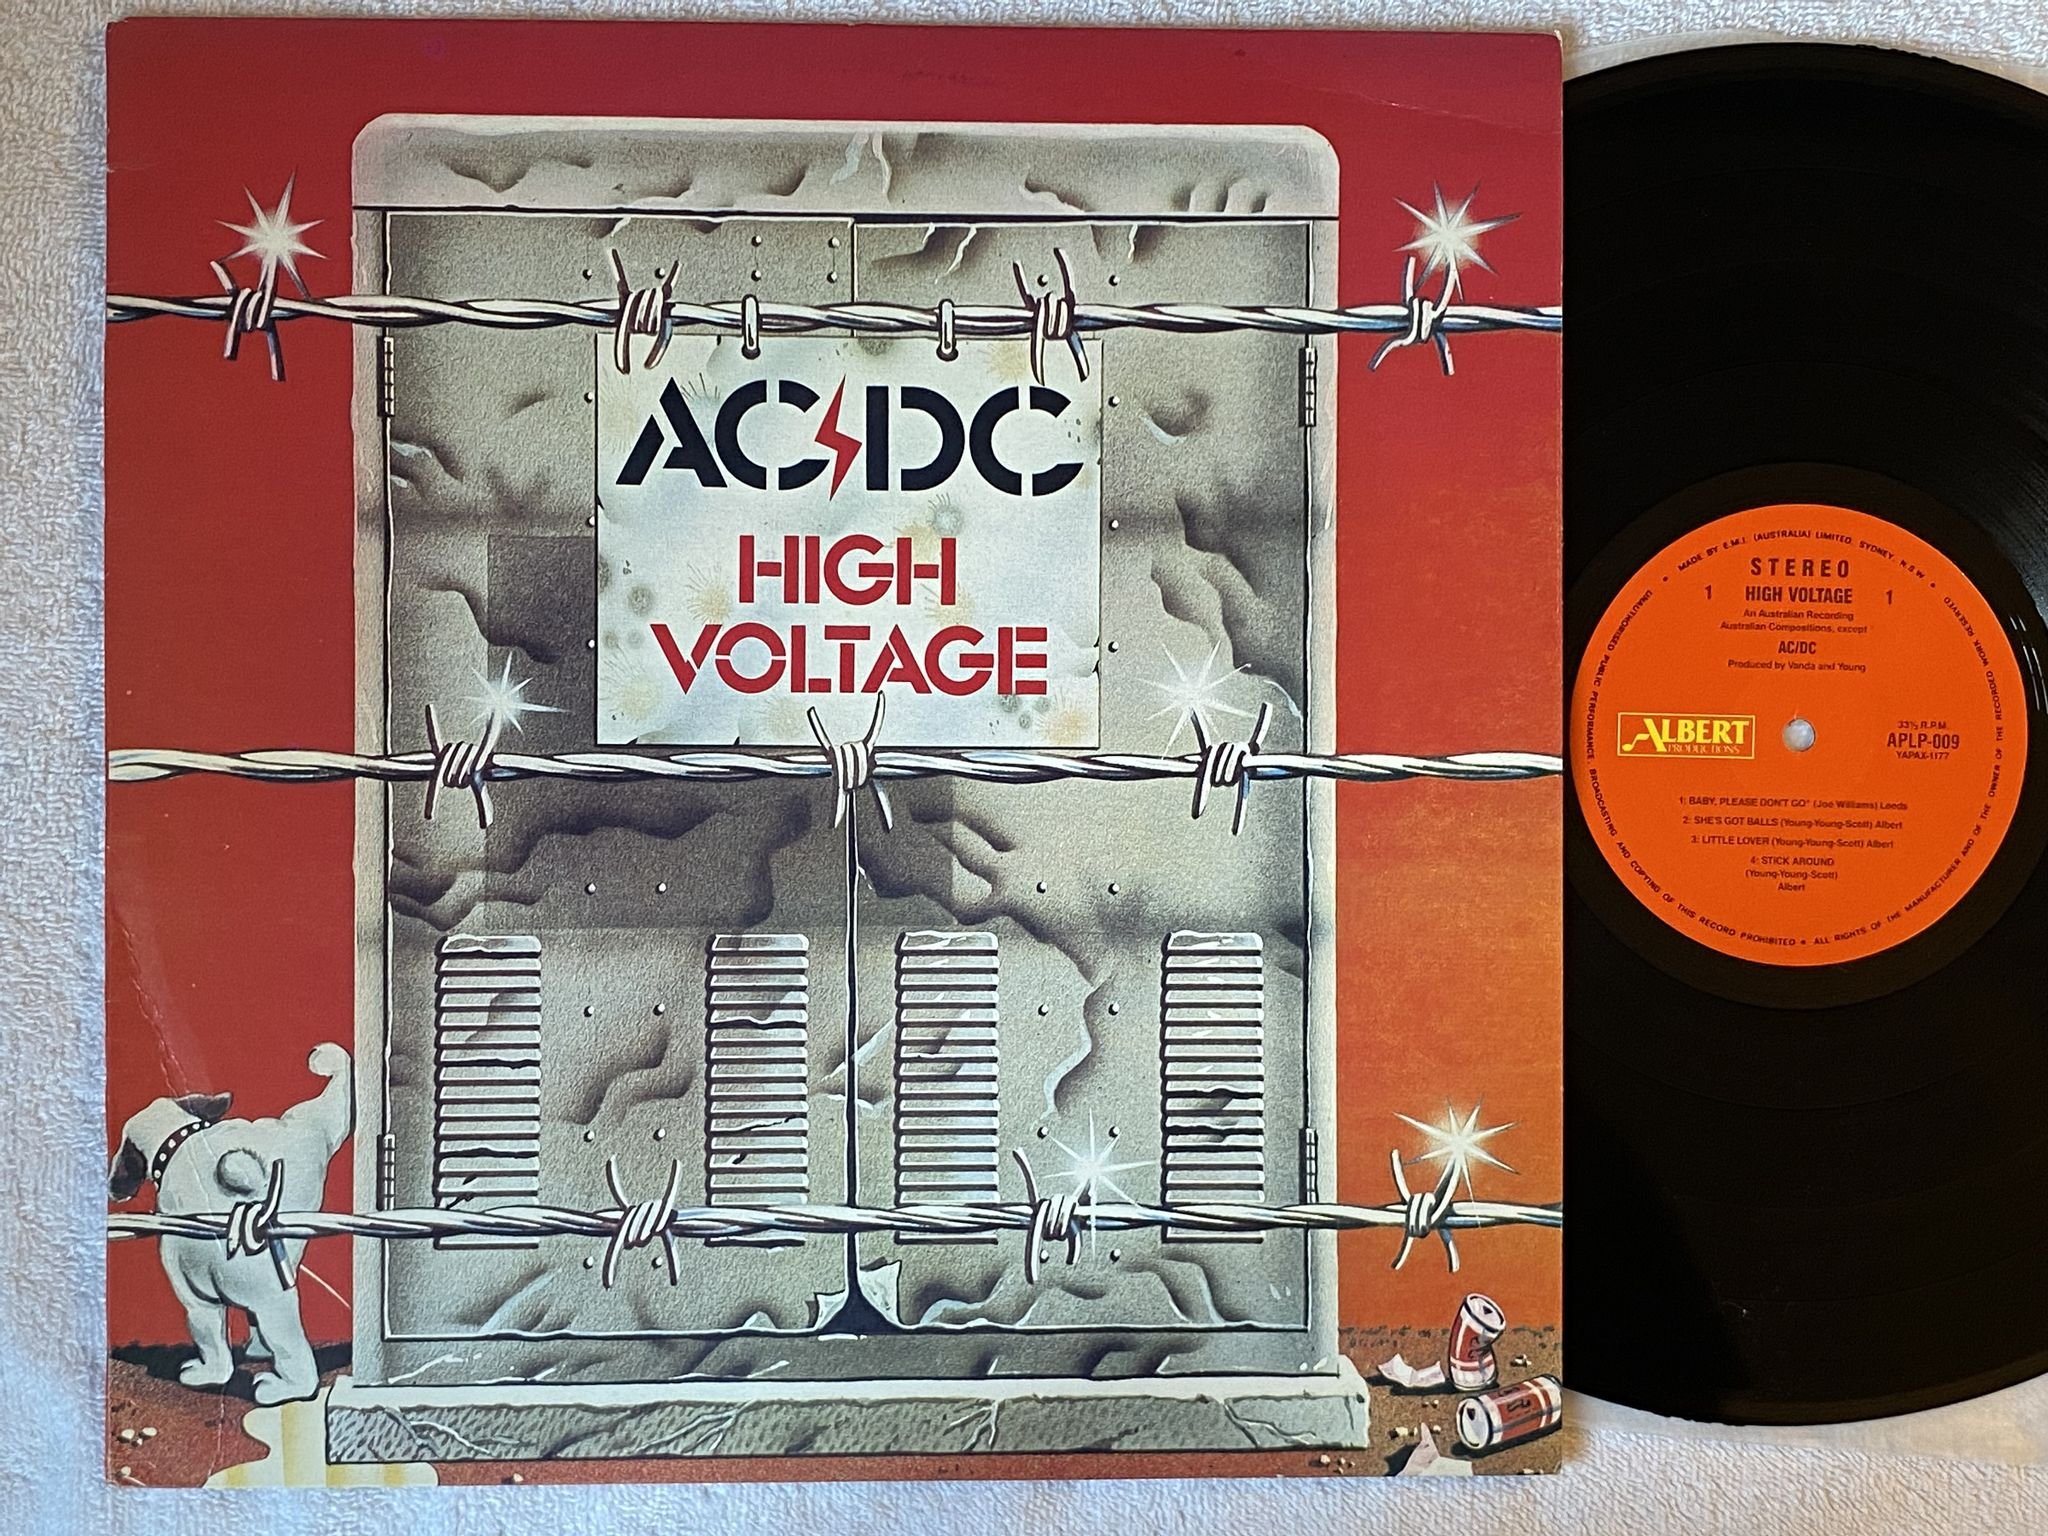 AC/DC
HIGH
VOLTAGE
MADE BY E.M.I. (AUSTRALIA) LIMITED, SYDNEY, N.S.W.
UNAUTHORISED PUBLIC PERFORMANCE, BROADCASTING AND COPYING OF THIS RECORD PROHIBITED • ALL RIGHTS OF THE MANUFACTURER AND OF THE OWNER OF THE RECORDED WORK RESERVED
STEREO
1 HIGH VOLTAGE 1
An Australian Recording
Australian Compositions, except *
AC/DC
Produced by Vanda and Young
ALBERT
PRODUCTIONS
33⅓ R.P.M.
APLP-009
YAPAX-1177
1: BABY, PLEASE DON'T GO* (Joe Williams) Leeds
2: SHE'S GOT BALLS (Young-Young-Scott) Albert
3: LITTLE LOVER (Young-Young-Scott) Albert
4: STICK AROUND
(Young-Young-Scott)
Albert